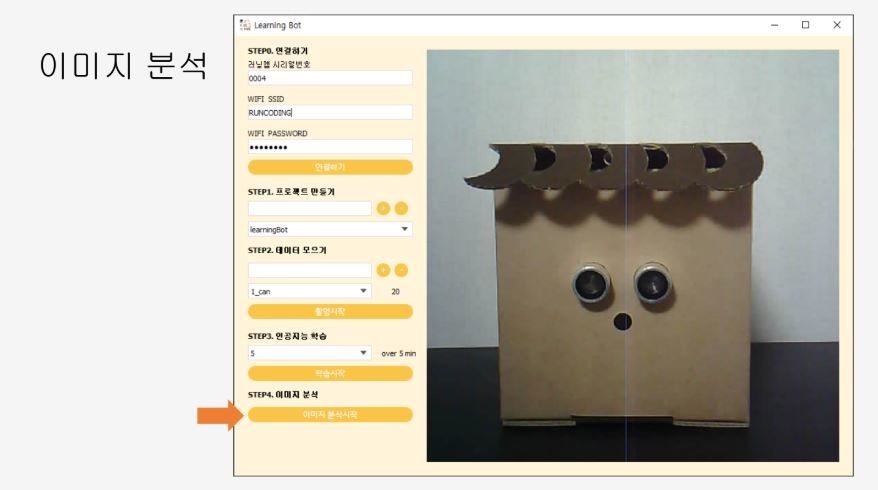 이미지 분석
Learning Bot
STEP0. 연결하기
러닝랩 시리얼번호
0004
WIFI SSID
RUNCODING
WIFI PASSWORD
●●●●●●●●
연결하기
STEP1. 프로젝트 만들기
+ -
learningBot
STEP2. 데이터 모으기
+ -
1_can 20
촬영시작
STEP3. 인공지능 학습
5 over 5 min
학습시작
STEP4. 이미지 분석
이미지 분석시작